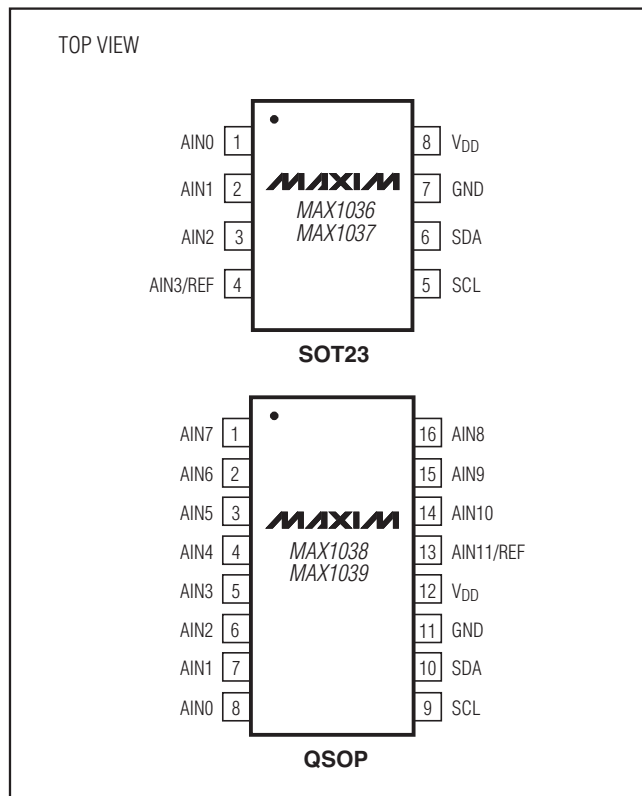 TOP VIEW
AIN0 1
8 VDD
AIN1 2
7 GND
MAXIM
MAX1036
MAX1037
AIN2 3
6 SDA
AIN3/REF 4
5 SCL
SOT23
AIN7 1
16 AIN8
AIN6 2
15 AIN9
AIN5 3
14 AIN10
MAXIM
AIN4 4
13 AIN11/REF
MAX1038
MAX1039
AIN3 5
12 VDD
AIN2 6
11 GND
AIN1 7
10 SDA
AIN0 8
9 SCL
QSOP